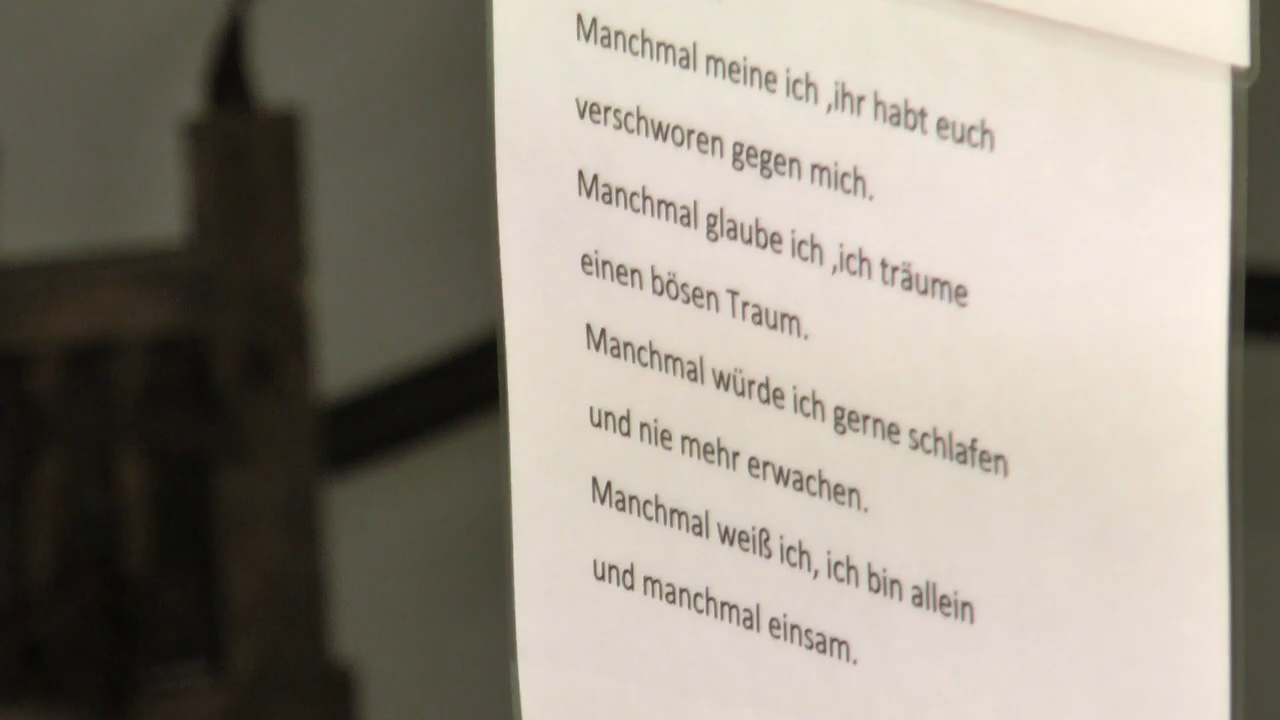 Manchmal meine ich ,ihr habt euch
verschworen gegen mich.
Manchmal glaube ich ,ich träume
einen bösen Traum.
Manchmal würde ich gerne schlafen
und nie mehr erwachen.
Manchmal weiß ich, ich bin allein
und manchmal einsam.